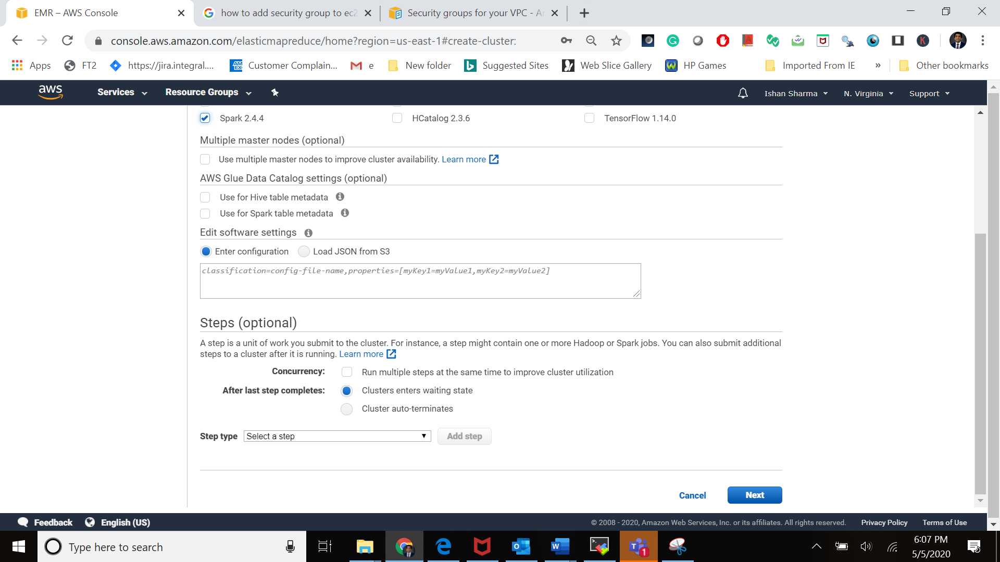 EMR – AWS Console
how to add security group to ec2
Security groups for your VPC - A
console.aws.amazon.com/elasticmapreduce/home?region=us-east-1#create-cluster:
Apps
FT2
https://jira.integral....
Customer Complain...
e
New folder
Suggested Sites
Web Slice Gallery
HP Games
Imported From IE
»
Other bookmarks
aws
Services
Resource Groups
Ishan Sharma
N. Virginia
Support
Spark 2.4.4
HCatalog 2.3.6
TensorFlow 1.14.0
Multiple master nodes (optional)
Use multiple master nodes to improve cluster availability. Learn more
AWS Glue Data Catalog settings (optional)
Use for Hive table metadata
Use for Spark table metadata
Edit software settings
Enter configuration
Load JSON from S3
classification=config-file-name,properties=[myKey1=myValue1,myKey2=myValue2]
Steps (optional)
A step is a unit of work you submit to the cluster. For instance, a step might contain one or more Hadoop or Spark jobs. You can also submit additional
steps to a cluster after it is running. Learn more
Concurrency:
Run multiple steps at the same time to improve cluster utilization
After last step completes:
Clusters enters waiting state
Cluster auto-terminates
Step type
Select a step
Add step
Cancel
Next
Feedback
English (US)
© 2008 - 2020, Amazon Web Services, Inc. or its affiliates. All rights reserved.
Privacy Policy
Terms of Use
Type here to search
6:07 PM
5/5/2020